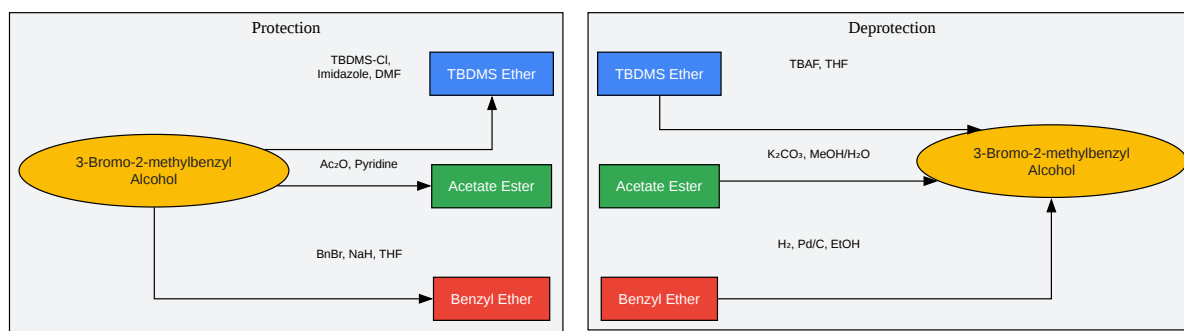 Protection
TBDMS-Cl,
Imidazole, DMF
TBDMS Ether
3-Bromo-2-methylbenzyl
Alcohol
Ac₂O, Pyridine
Acetate Ester
BnBr, NaH, THF
Benzyl Ether
Deprotection
TBDMS Ether
TBAF, THF
Acetate Ester
K₂CO₃, MeOH/H₂O
3-Bromo-2-methylbenzyl
Alcohol
H₂, Pd/C, EtOH
Benzyl Ether